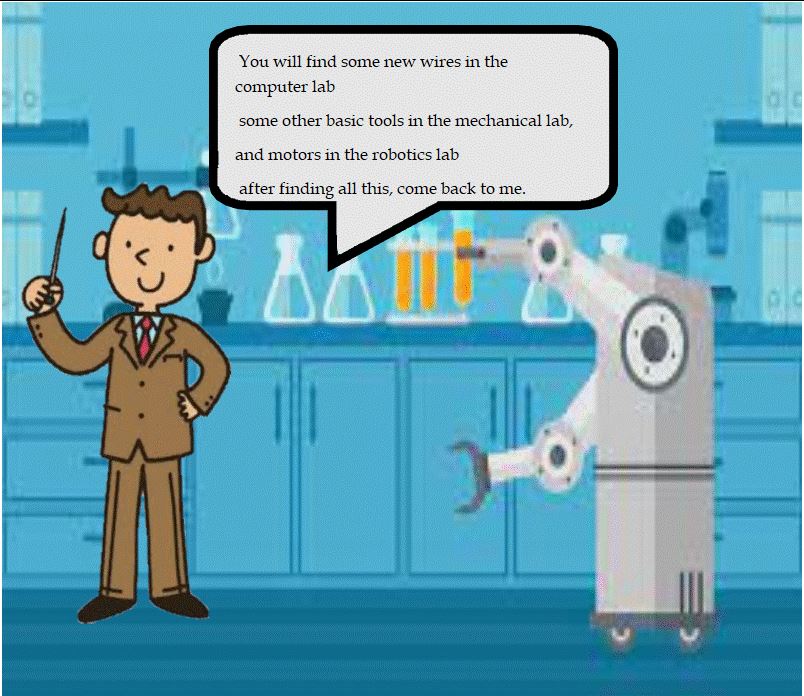 You will find some new wires in the
computer lab
some other basic tools in the mechanical lab,
and motors in the robotics lab
after finding all this, come back to me.